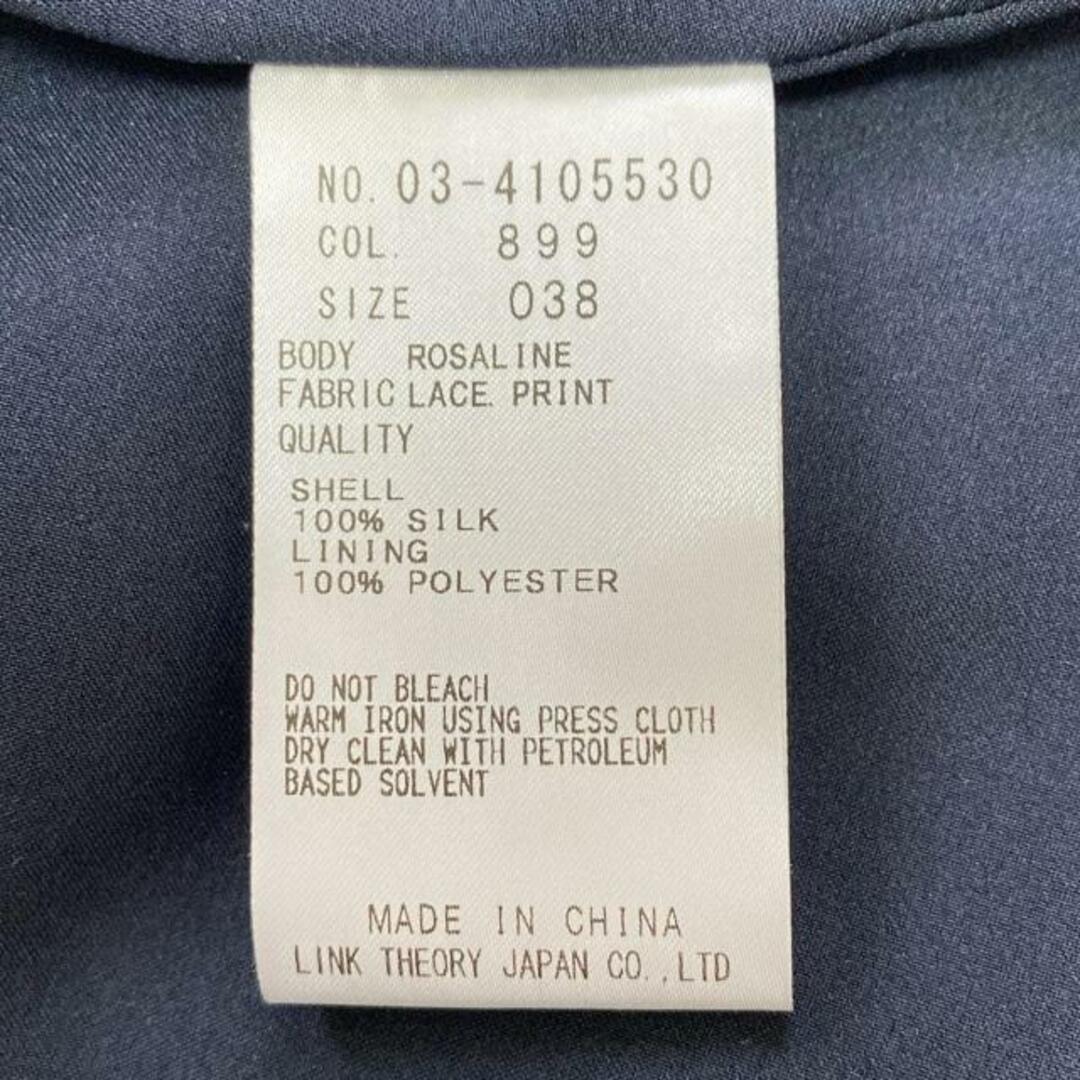 NO. 03-4105530
COL. 899
SIZE 038
BODY ROSALINE
FABRIC LACE. PRINT
QUALITY
SHELL
100% SILK
LINING
100% POLYESTER
DO NOT BLEACH
WARM IRON USING PRESS CLOTH
DRY CLEAN WITH PETROLEUM
BASED SOLVENT
MADE IN CHINA
LINK THEORY JAPAN CO.,LTD